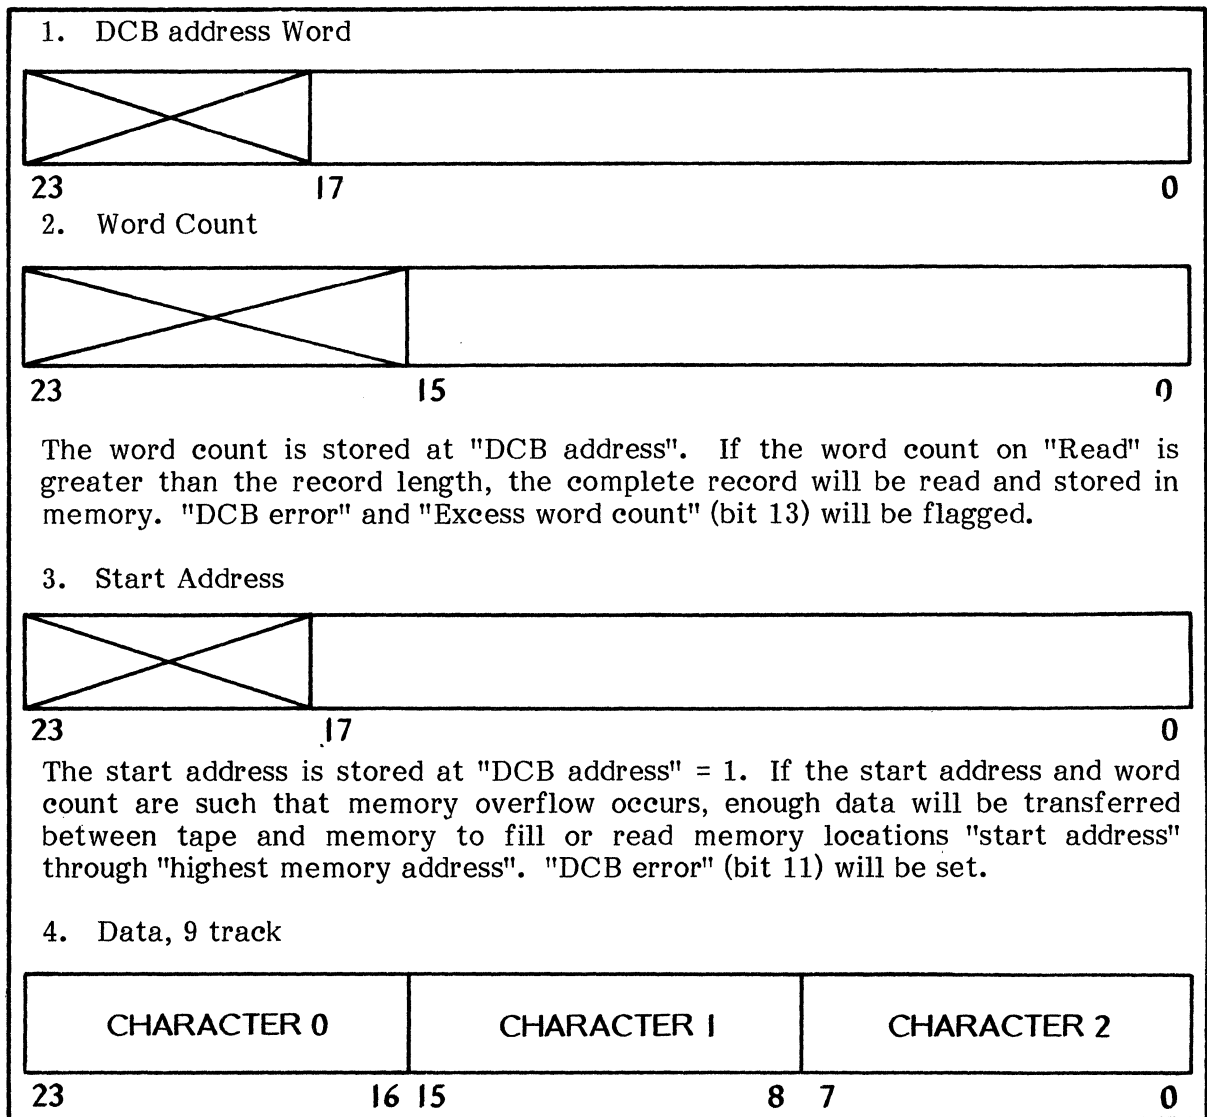 1. DCB address Word
23 17 0
2. Word Count
23 15 0
The word count is stored at "DCB address". If the word count on "Read" is
greater than the record length, the complete record will be read and stored in
memory. "DCB error" and "Excess word count" (bit 13) will be flagged.
3. Start Address
23 17 0
The start address is stored at "DCB address" = 1. If the start address and word
count are such that memory overflow occurs, enough data will be transferred
between tape and memory to fill or read memory locations "start address"
through "highest memory address". "DCB error" (bit 11) will be set.
4. Data, 9 track
CHARACTER 0 CHARACTER 1 CHARACTER 2
23 16 15 8 7 0